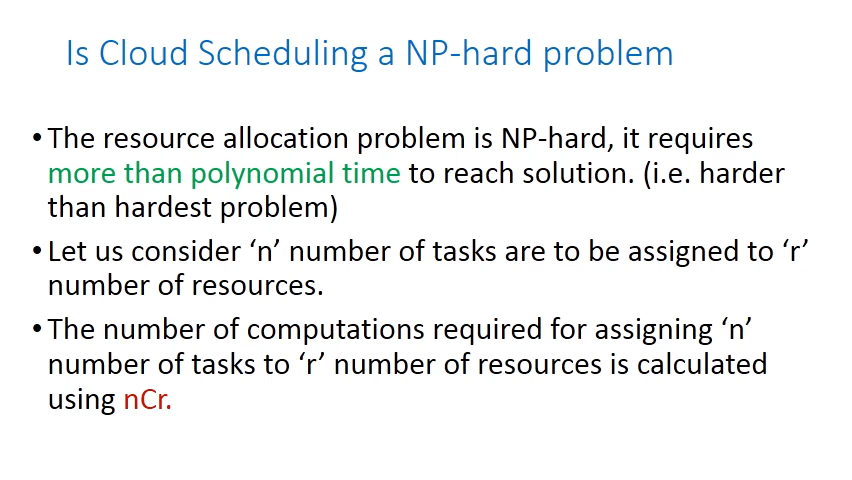 Is Cloud Scheduling a NP-hard problem
• The resource allocation problem is NP-hard, it requires
more than polynomial time to reach solution. (i.e. harder
than hardest problem)
• Let us consider ‘n’ number of tasks are to be assigned to ‘r’
number of resources.
• The number of computations required for assigning ‘n’
number of tasks to ‘r’ number of resources is calculated
using nCr.